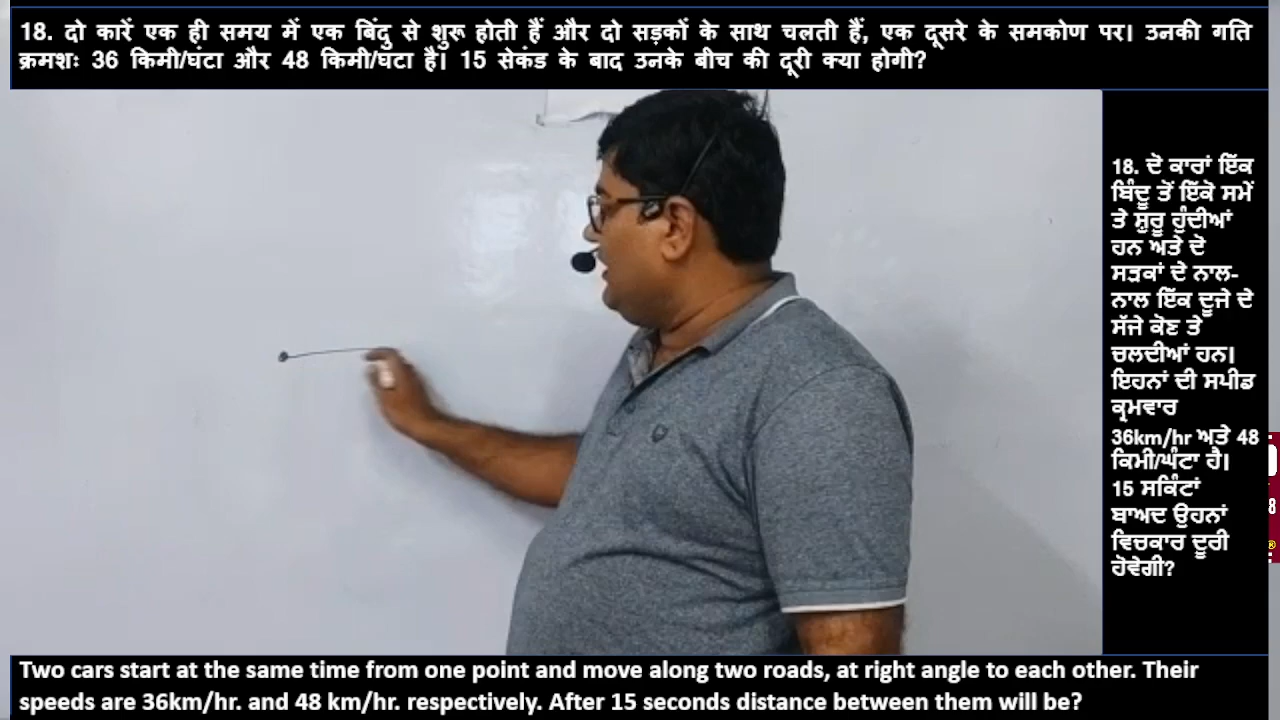 18. दो कारें एक ही समय में एक बिंदु से शुरू होती हैं और दो सड़कों के साथ चलती हैं, एक दूसरे के समकोण पर। उनकी गति
क्रमशः 36 किमी/घंटा और 48 किमी/घंटा है। 15 सेकंड के बाद उनके बीच की दूरी क्या होगी?
18. ਦੋ ਕਾਰਾਂ ਇੱਕ
ਬਿੰਦੂ ਤੋਂ ਇੱਕੋ ਸਮੇਂ
ਤੇ ਸ਼ੁਰੂ ਹੁੰਦੀਆਂ
ਹਨ ਅਤੇ ਦੋ
ਸੜਕਾਂ ਦੇ ਨਾਲ-
ਨਾਲ ਇੱਕ ਦੂਜੇ ਦੇ
ਸੱਜੇ ਕੋਣ ਤੇ
ਚਲਦੀਆਂ ਹਨ।
ਇਹਨਾਂ ਦੀ ਸਪੀਡ
ਕ੍ਰਮਵਾਰ
36km/hr ਅਤੇ 48
ਕਿਮੀ/ਘੰਟਾ ਹੈ।
15 ਸਕਿੰਟਾਂ
ਬਾਅਦ ਉਹਨਾਂ
ਵਿਚਕਾਰ ਦੂਰੀ
ਹੋਵੇਗੀ?
8
®
Two cars start at the same time from one point and move along two roads, at right angle to each other. Their
speeds are 36km/hr. and 48 km/hr. respectively. After 15 seconds distance between them will be?